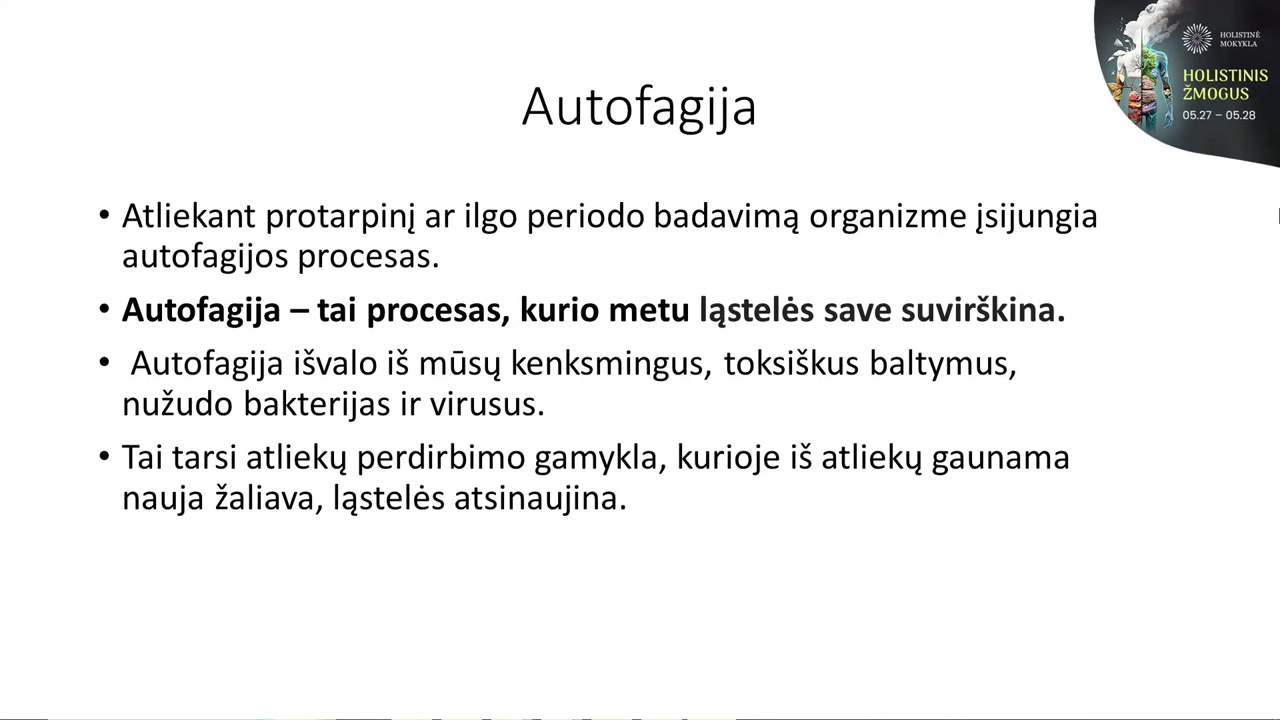 HOLISTINĖ
MOKYKLA
HOLISTINIS
ŽMOGUS
05.27 – 05.28
Autofagija
• Atliekant protarpinį ar ilgo periodo badavimą organizme įsijungia
autofagijos procesas.
• Autofagija – tai procesas, kurio metu ląstelės save suvirškina.
• Autofagija išvalo iš mūsų kenksmingus, toksiškus baltymus,
nužudo bakterijas ir virusus.
• Tai tarsi atliekų perdirbimo gamykla, kurioje iš atliekų gaunama
nauja žaliava, ląstelės atsinaujina.